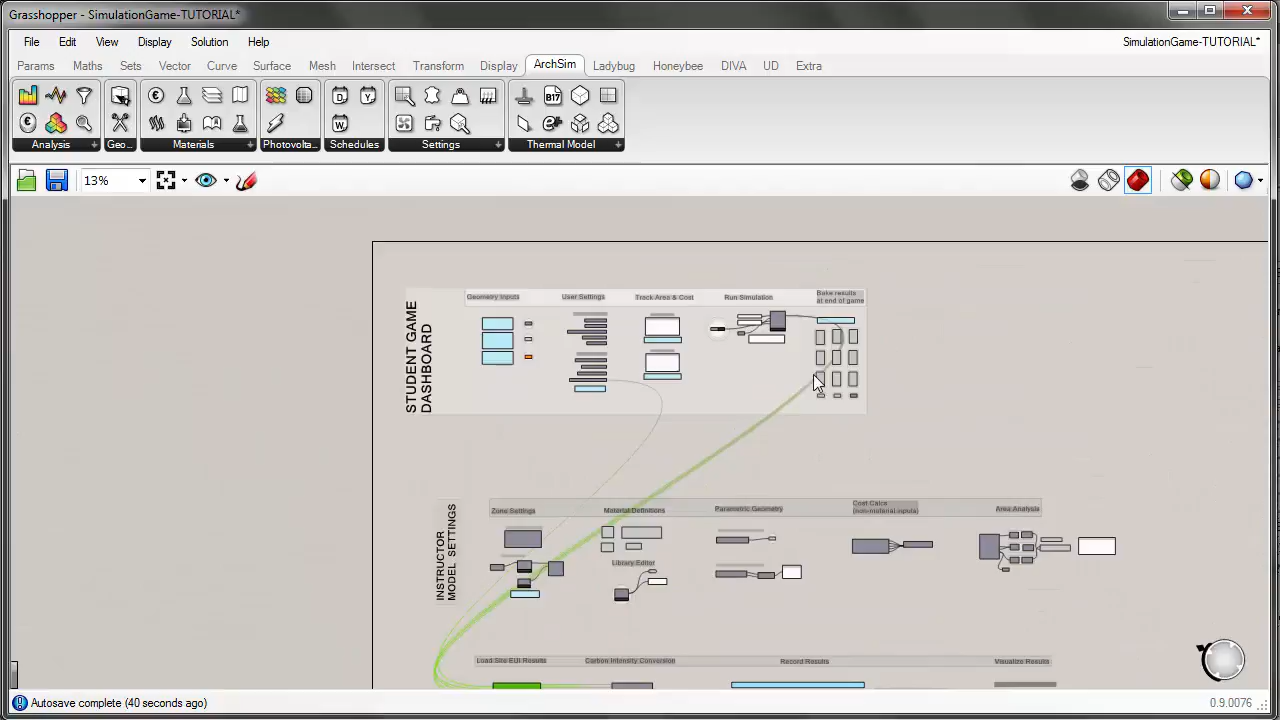 Grasshopper - SimulationGame-TUTORIAL*
File Edit View Display Solution Help
SimulationGame-TUTORIAL*
Params Maths Sets Vector Curve Surface Mesh Intersect Transform Display ArchSim Ladybug Honeybee DIVA UD Extra
D Y B17
W
Analysis Geo... Materials Photovolta... Schedules Settings Thermal Model
13%
STUDENT GAME
DASHBOARD
Geometry Inputs
User Settings
Track Area & Cost
Run Simulation
Bake results
at end of game
INSTRUCTOR
MODEL SETTINGS
Zone Settings
Material Definitions
Parametric Geometry
Cost Calcs
(non-material inputs)
Area Analysis
Library Editor
Load Site EUI Results
Carbon Intensity Conversion
Record Results
Visualize Results
Autosave complete (40 seconds ago)
0.9.0076